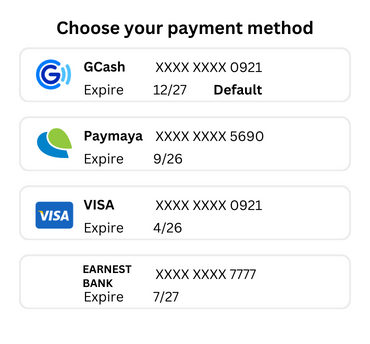 Choose your payment method
GCash XXXX XXXX 0921
Expire 12/27 Default
Paymaya XXXX XXXX 5690
Expire 9/26
VISA VISA XXXX XXXX 0921
Expire 4/26
EARNEST BANK XXXX XXXX 7777
Expire 7/27